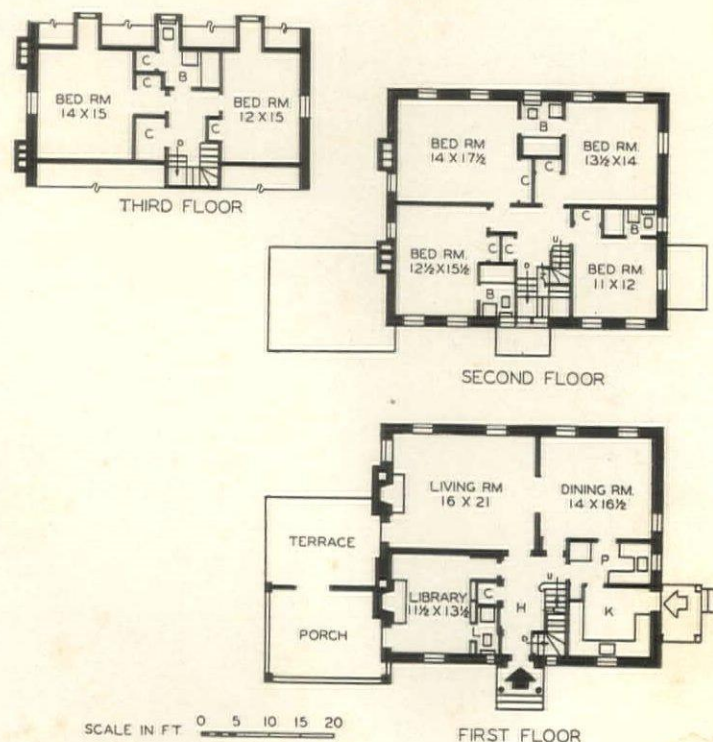 BED RM
14 X 15
C
C
C
B
C
D
BED RM.
12 X 15
THIRD FLOOR
BED RM
14 X 17½
B
BED RM
13½ X 14
C
C
BED RM.
12½ X 15½
C
C
B
D
U
C
B
BED RM
11 X 12
SECOND FLOOR
LIVING RM
16 X 21
DINING RM.
14 X 16½
TERRACE
PORCH
LIBRARY
11½ X 13½
C
L
H
U
D
P
K
SCALE IN FT. 0 5 10 15 20
FIRST FLOOR